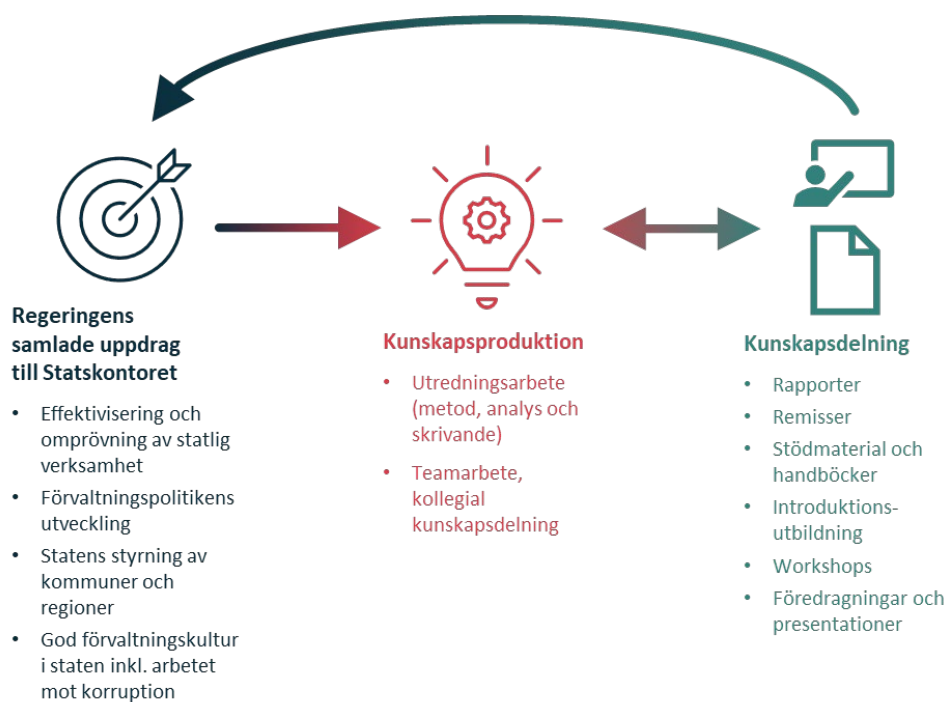 Regeringens
samlade uppdrag
till Statskontoret
• Effektivisering och
omprövning av statlig
verksamhet
• Förvaltningspolitikens
utveckling
• Statens styrning av
kommuner och
regioner
• God förvaltningskultur
i staten inkl. arbetet
mot korruption
Kunskapsproduktion
• Utredningsarbete
(metod, analys och
skrivande)
• Teamarbete,
kollegial
kunskapsdelning
Kunskapsdelning
• Rapporter
• Remisser
• Stödmaterial och
handböcker
• Introduktions-
utbildning
• Workshops
• Föredragningar och
presentationer